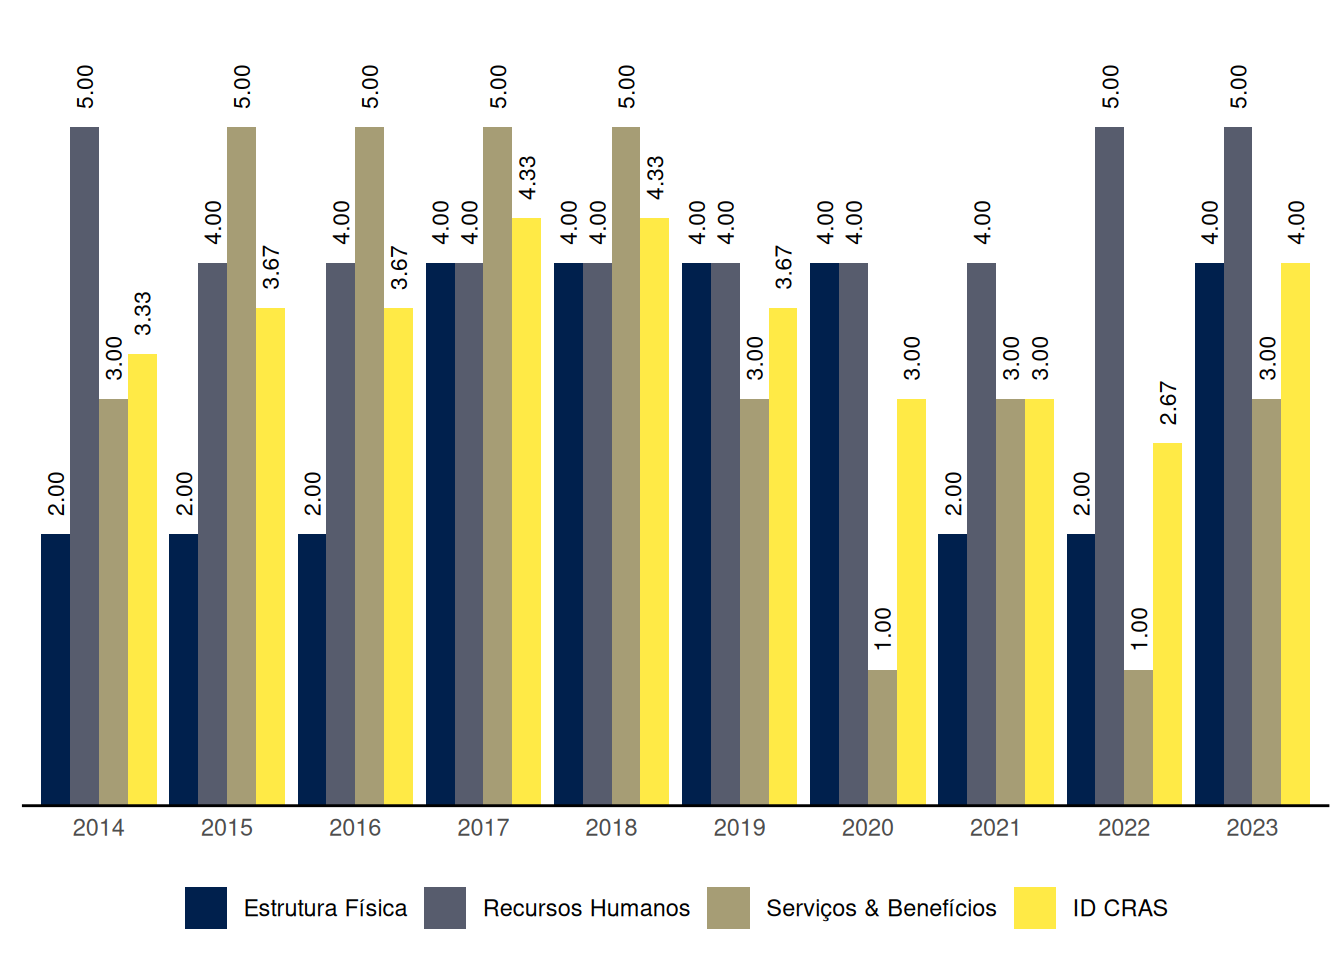 5.00 5.00 5.00 5.00 5.00 5.00 5.00
4.33 4.33
4.00 4.00 4.00 4.00 4.00 4.00 4.00 4.00 4.00 4.00 4.00 4.00 4.00
3.67 3.67 3.67
3.33
3.00 3.00 3.00 3.00 3.00 3.00
2.67
2.00 2.00 2.00 2.00 2.00
1.00 1.00
2014 2015 2016 2017 2018 2019 2020 2021 2022 2023
Estrutura Física Recursos Humanos Serviços & Benefícios ID CRAS